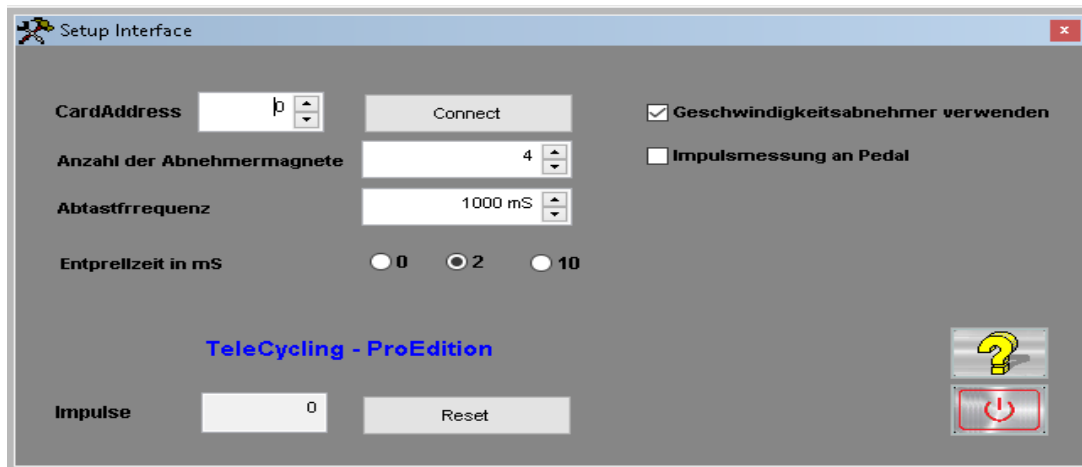 Setup Interface
CardAddress 0 Connect Geschwindigkeitsabnehmer verwenden
Anzahl der Abnehmermagnete 4 Impulsmessung an Pedal
Abtastfrrequenz 1000 mS
Entprellzeit in mS 0 2 10
TeleCycling - ProEdition
Impulse 0 Reset